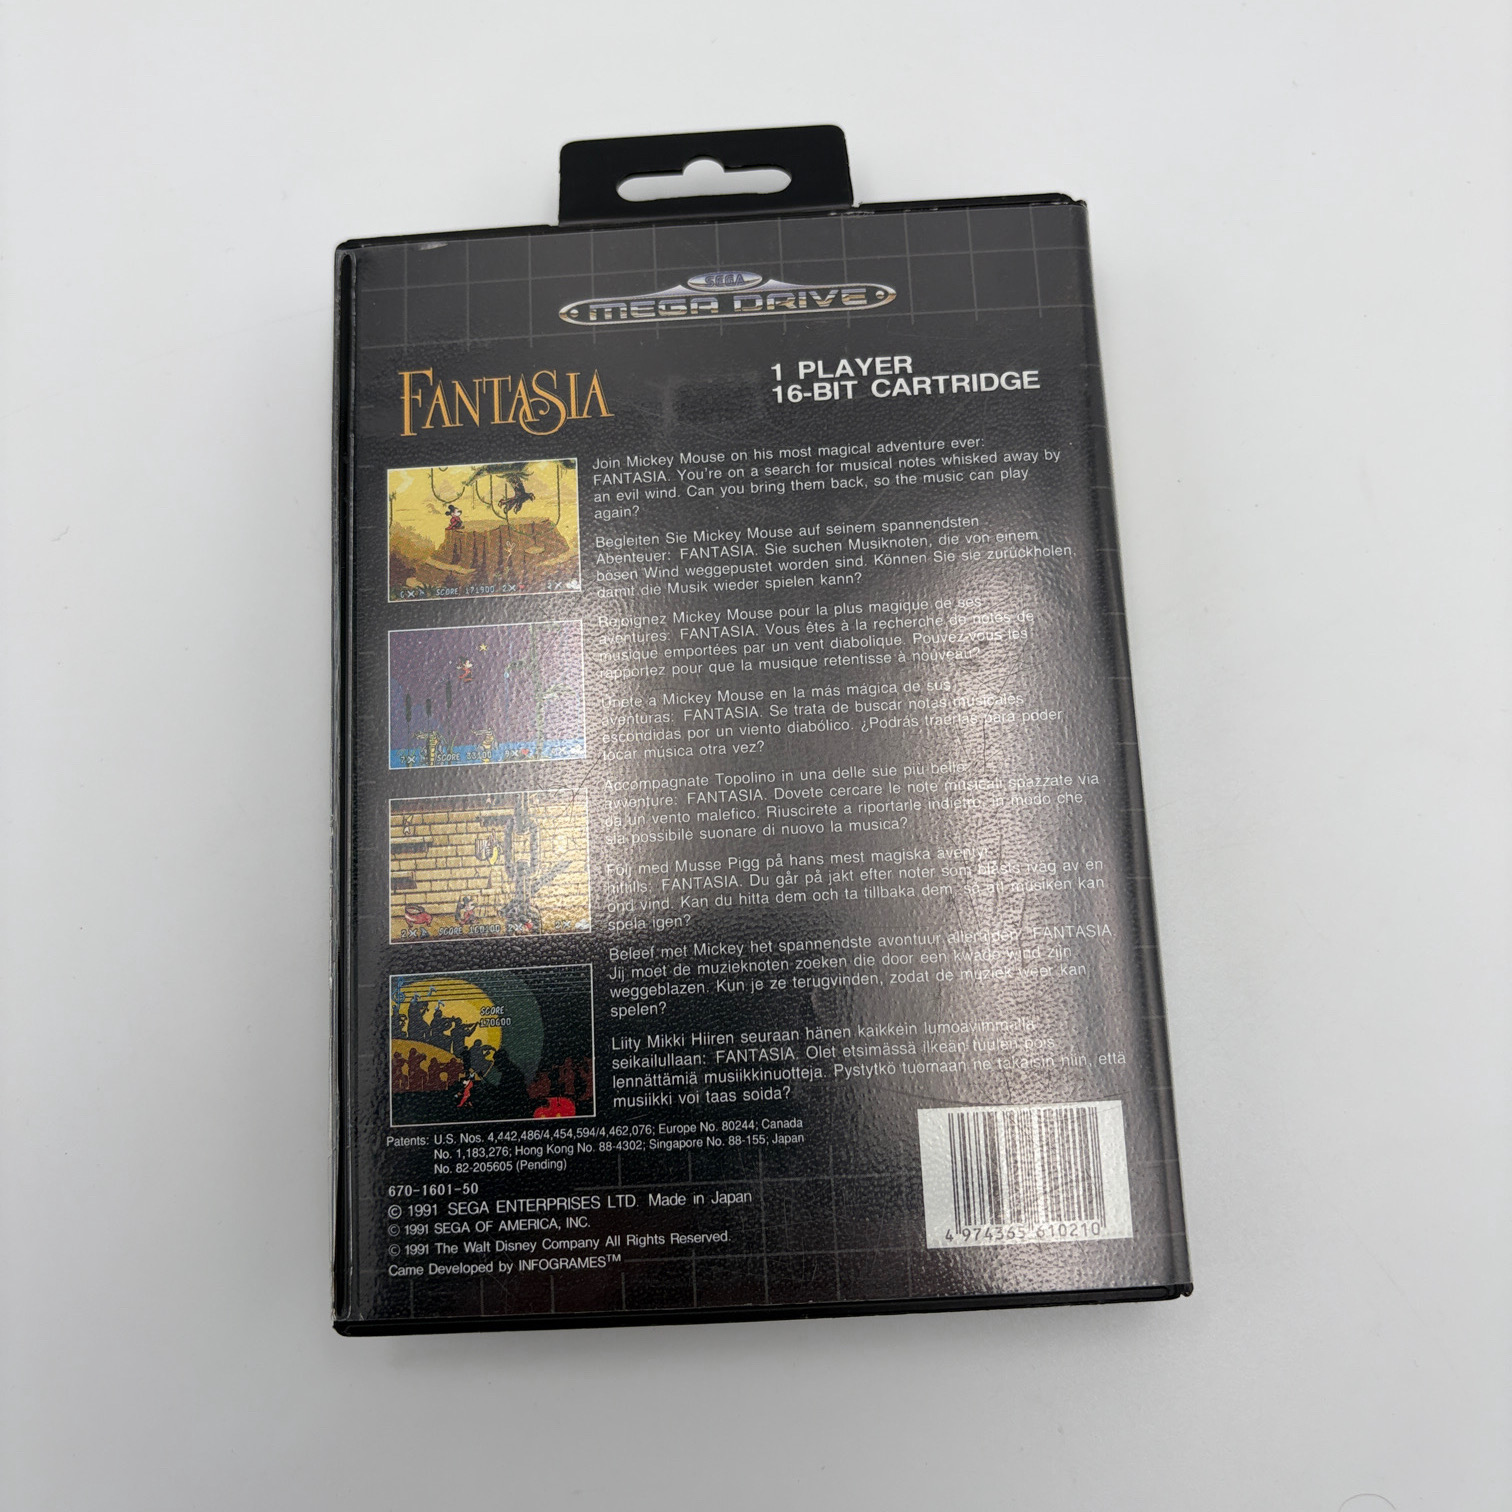 SEGA
MEGA DRIVE
FANTASIA
1 PLAYER
16-BIT CARTRIDGE
Join Mickey Mouse on his most magical adventure ever:
FANTASIA. You're on a search for musical notes whisked away by
an evil wind. Can you bring them back, so the music can play
again?
Begleiten Sie Mickey Mouse auf seinem spannendsten
Abenteuer: FANTASIA. Sie suchen Musiknoten, die von einem
bösen Wind weggepustet worden sind. Können Sie sie zurückholen,
damit die Musik wieder spielen kann?
Rejoignez Mickey Mouse pour la plus magique de ses
aventures: FANTASIA. Vous êtes à la recherche de notes de
musique emportées par un vent diabolique. Pouvez-vous les
rapportez pour que la musique retentisse à nouveau?
Unete a Mickey Mouse en la más mágica de sus
aventuras: FANTASIA. Se trata de buscar notas musicales
escondidas por un viento diabólico. ¿Podrás traerlas para poder
tocar música otra vez?
Accompagnate Topolino in una delle sue più belle
avventure: FANTASIA. Dovete cercare le note musicali spazzate via
da un vento malefico. Riuscirete a riportarle indietro, in modo che
sia possibile suonare di nuovo la musica?
Följ med Musse Pigg på hans mest magiska äventyr
hittills: FANTASIA. Du går på jakt efter noter som blåsts iväg av en
ond vind. Kan du hitta dem och ta tillbaka dem, så att musiken kan
spela igen?
Beleef met Mickey het spannendste avontuur aller tijden: FANTASIA
Jij moet de muzieknoten zoeken die door een kwade wind zijn
weggeblazen. Kun je ze terugvinden, zodat de muziek weer kan
spelen?
Liity Mikki Hiiren seuraan hänen kaikkein lumoavimmalla
seikailullaan: FANTASIA. Olet etsimässä ilkeän tuulen pois
lennättämiä musiikkinuotteja. Pystytkö tuomaan ne takaisin niin, että
musiikki voi taas soida?
SCORE 171900
SCORE 33100
SCORE 160100
SCORE
170600
Patents: U.S. Nos. 4,442,486/4,454,594/4,462,076; Europe No. 80244; Canada
No. 1,183,276; Hong Kong No. 88-4302; Singapore No. 88-155; Japan
No. 82-205605 (Pending)
670-1601-50
© 1991 SEGA ENTERPRISES LTD. Made in Japan
© 1991 SEGA OF AMERICA, INC.
© 1991 The Walt Disney Company All Rights Reserved.
Game Developed by INFOGRAMES™
4 974365 610210